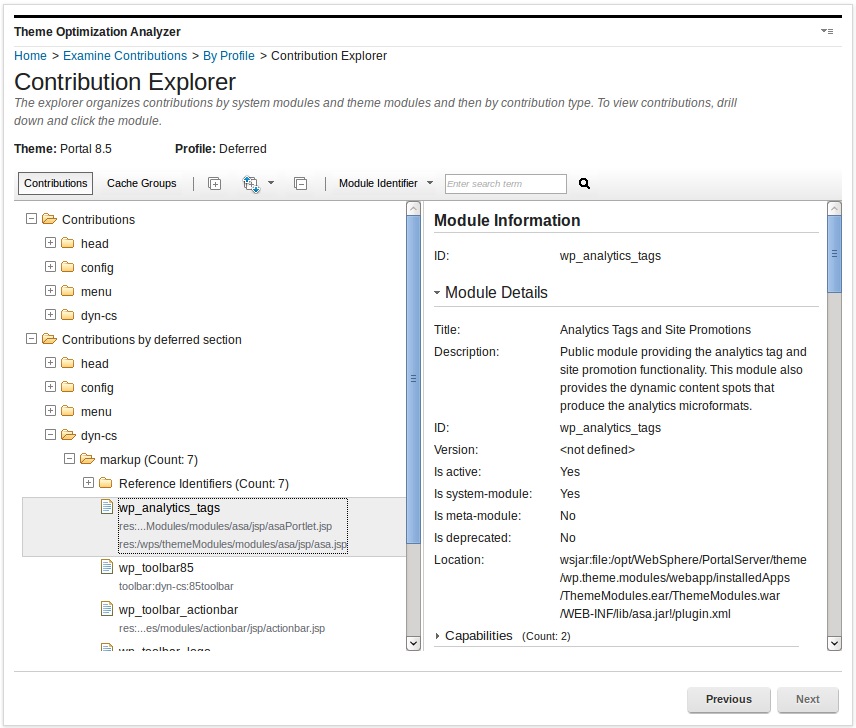 Theme Optimization Analyzer
Home > Examine Contributions > By Profile > Contribution Explorer
Contribution Explorer
The explorer organizes contributions by system modules and theme modules and then by contribution type. To view contributions, drill
down and click the module.
Theme: Portal 8.5 Profile: Deferred
Contributions Cache Groups Module Identifier Enter search term
Contributions
head
config
menu
dyn-cs
Contributions by deferred section
head
config
menu
dyn-cs
markup (Count: 7)
Reference Identifiers (Count: 7)
wp_analytics_tags
res:...Modules/modules/asa/jsp/asaPortlet.jsp
res:/wps/themeModules/modules/asa/jsp/asa.jsp
wp_toolbar85
toolbar:dyn-cs:85toolbar
wp_toolbar_actionbar
res:...es/modules/actionbar/jsp/actionbar.jsp
Module Information
ID: wp_analytics_tags
Module Details
Title: Analytics Tags and Site Promotions
Description: Public module providing the analytics tag and
site promotion functionality. This module also
provides the dynamic content spots that
produce the analytics microformats.
ID: wp_analytics_tags
Version: <not defined>
Is active: Yes
Is system-module: Yes
Is meta-module: No
Is deprecated: No
Location: wsjar:file:/opt/WebSphere/PortalServer/theme
/wp.theme.modules/webapp/installedApps
/ThemeModules.ear/ThemeModules.war
/WEB-INF/lib/asa.jar!/plugin.xml
Capabilities (Count: 2)
Previous Next